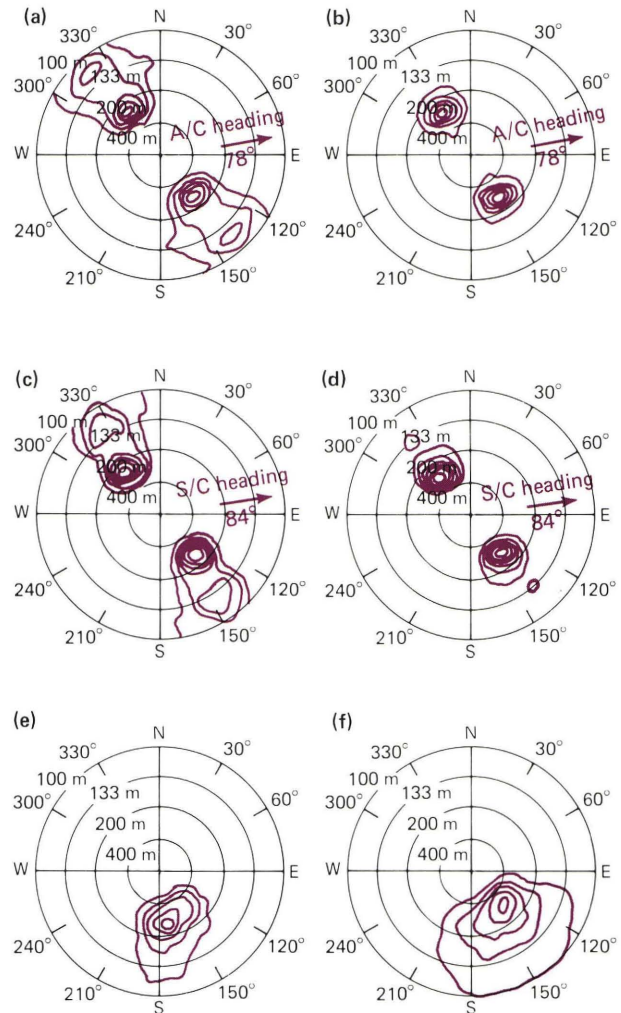 (a)
N
330°
30°
100 m
133 m
300°
60°
200 m
A/C heading
400 m
78°
W
E
240°
120°
210°
150°
S
(b)
N
330°
30°
100 m
133 m
300°
60°
200 m
A/C heading
400 m
78°
W
E
240°
120°
210°
150°
S
(c)
N
330°
30°
100 m
133 m
300°
60°
200 m
S/C heading
400 m
84°
W
E
240°
120°
210°
150°
S
(d)
N
330°
30°
100 m
133 m
300°
60°
200 m
S/C heading
400 m
84°
W
E
240°
120°
210°
150°
S
(e)
N
330°
30°
100 m
133 m
300°
60°
200 m
400 m
W
E
240°
120°
210°
150°
S
(f)
N
330°
30°
100 m
133 m
300°
60°
200 m
400 m
W
E
240°
120°
210°
150°
S